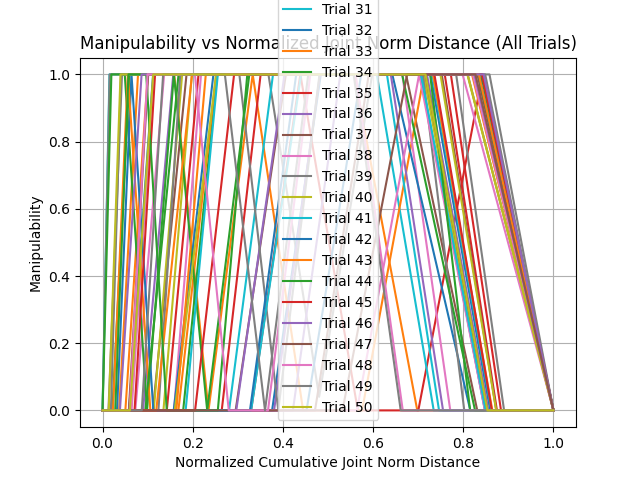 Trial 31
Trial 32
Manipulability vs Normalized Joint Norm Distance (All Trials)
Trial 33
Trial 34
Trial 35
Trial 36
Trial 37
Trial 38
Trial 39
Trial 40
Trial 41
Trial 42
Trial 43
Trial 44
Trial 45
Trial 46
Trial 47
Trial 48
Trial 49
Trial 50
Manipulability
1.0
0.8
0.6
0.4
0.2
0.0
0.0 0.2 0.4 0.6 0.8 1.0
Normalized Cumulative Joint Norm Distance